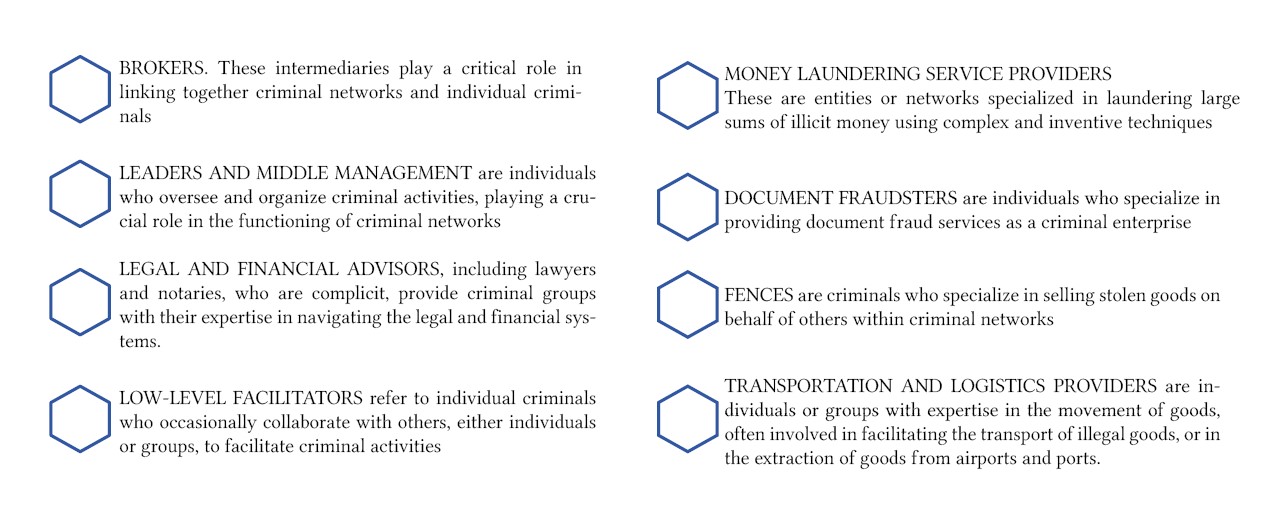 BROKERS. These intermediaries play a critical role in
linking together criminal networks and individual crimi-
nals
LEADERS AND MIDDLE MANAGEMENT are individuals
who oversee and organize criminal activities, playing a cru-
cial role in the functioning of criminal networks
LEGAL AND FINANCIAL ADVISORS, including lawyers
and notaries, who are complicit, provide criminal groups
with their expertise in navigating the legal and financial sys-
tems.
LOW-LEVEL FACILITATORS refer to individual criminals
who occasionally collaborate with others, either individuals
or groups, to facilitate criminal activities
MONEY LAUNDERING SERVICE PROVIDERS
These are entities or networks specialized in laundering large
sums of illicit money using complex and inventive techniques
DOCUMENT FRAUDSTERS are individuals who specialize in
providing document fraud services as a criminal enterprise
FENCES are criminals who specialize in selling stolen goods on
behalf of others within criminal networks
TRANSPORTATION AND LOGISTICS PROVIDERS are in-
dividuals or groups with expertise in the movement of goods,
often involved in facilitating the transport of illegal goods, or in
the extraction of goods from airports and ports.